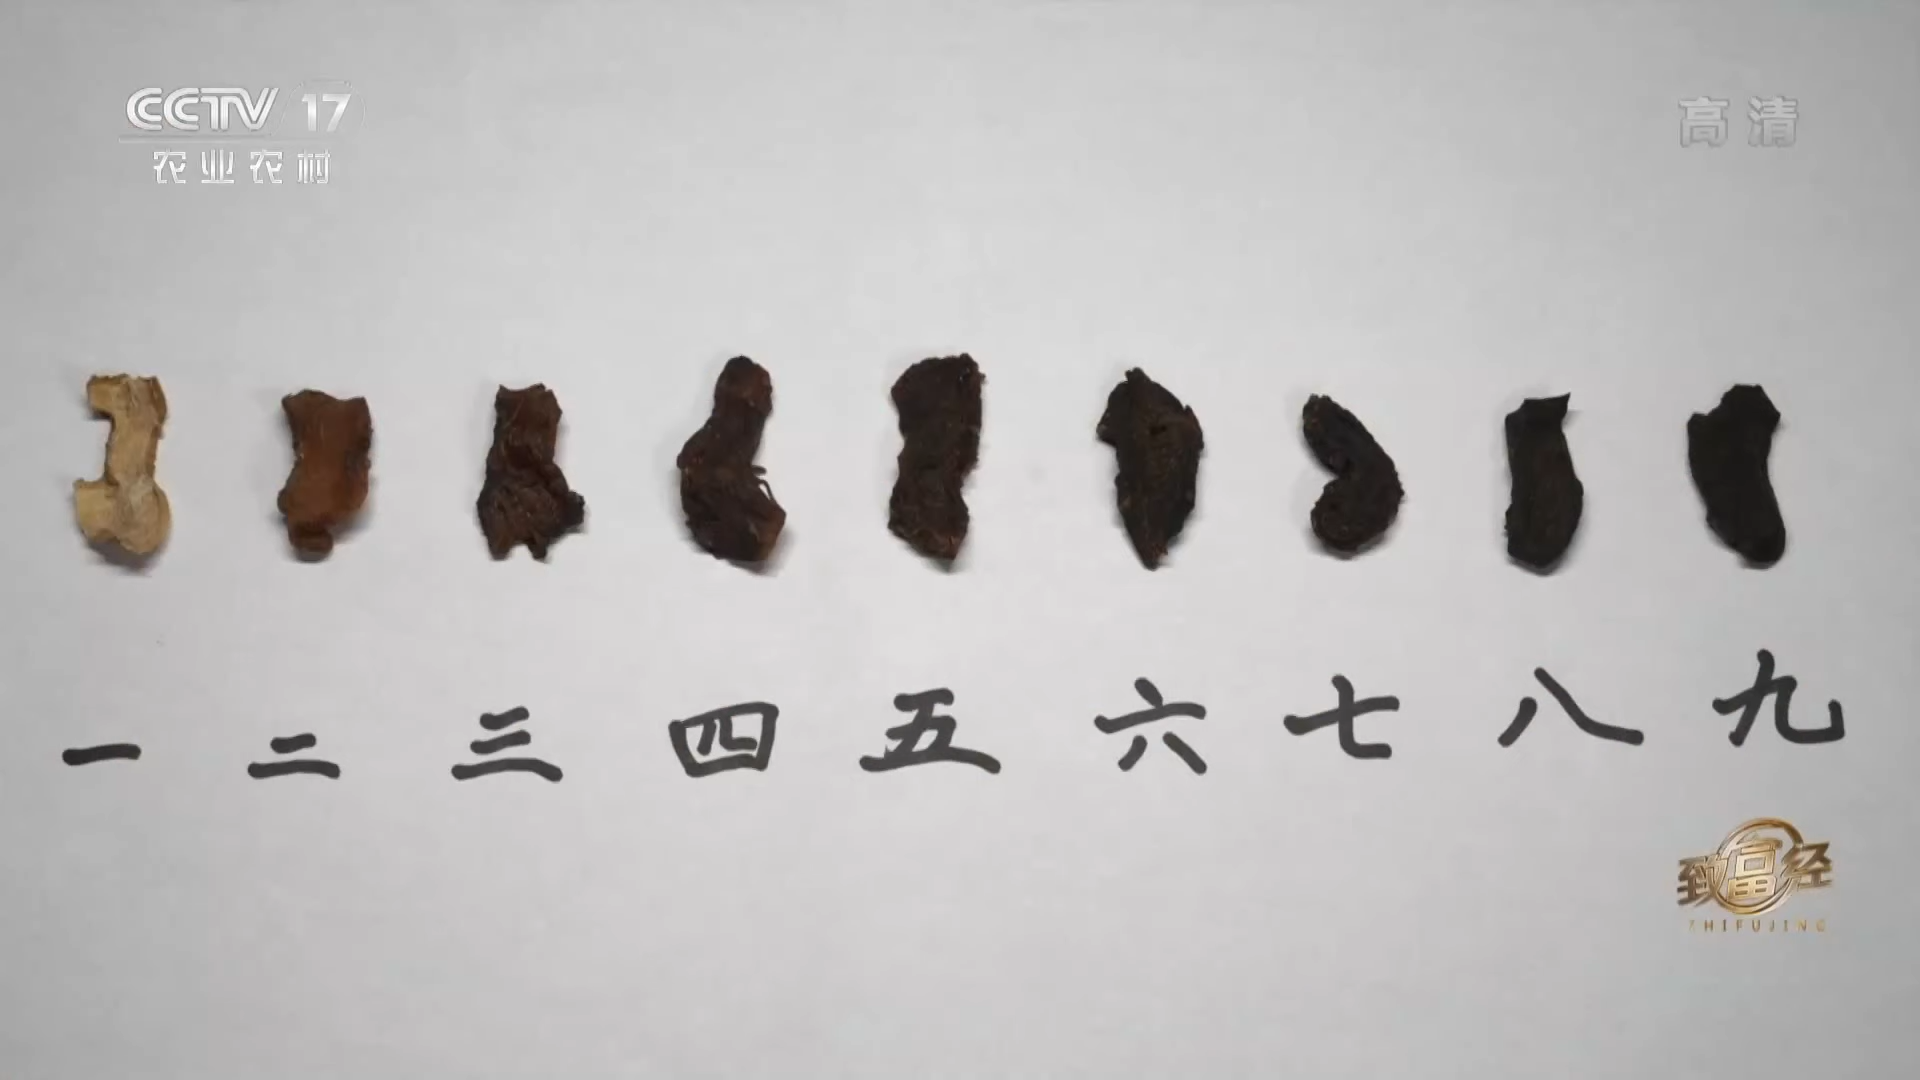 CCTV 17
农业农村
高清
一 二 三 四 五 六 七 八 九
致富经
ZHIFUJING